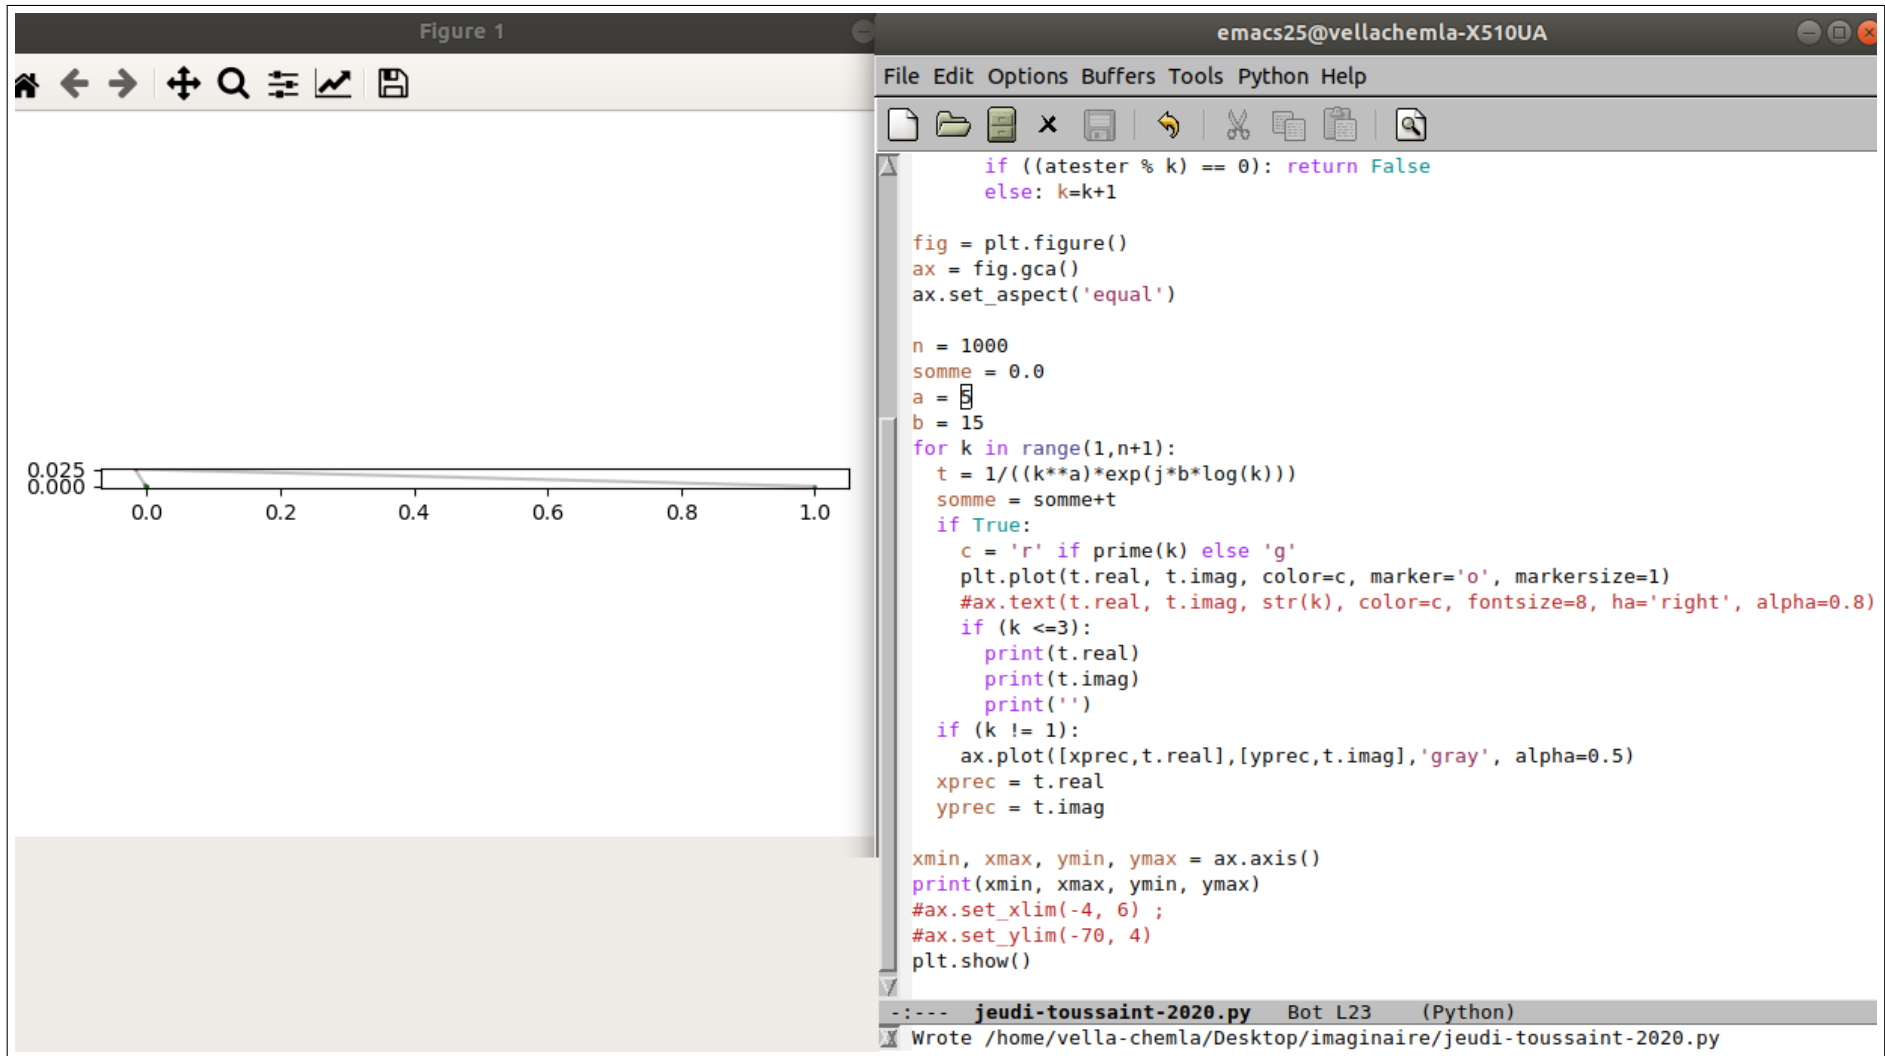 Figure 1
0.025
0.000
0.0 0.2 0.4 0.6 0.8 1.0
emacs25@vellachemla-X510UA
File Edit Options Buffers Tools Python Help
if ((atester % k) == 0): return False
else: k=k+1
fig = plt.figure()
ax = fig.gca()
ax.set_aspect('equal')
n = 1000
somme = 0.0
a = 5
b = 15
for k in range(1,n+1):
t = 1/((k**a)*exp(j*b*log(k)))
somme = somme+t
if True:
c = 'r' if prime(k) else 'g'
plt.plot(t.real, t.imag, color=c, marker='o', markersize=1)
#ax.text(t.real, t.imag, str(k), color=c, fontsize=8, ha='right', alpha=0.8)
if (k <=3):
print(t.real)
print(t.imag)
print('')
if (k != 1):
ax.plot([xprec,t.real],[yprec,t.imag],'gray', alpha=0.5)
xprec = t.real
yprec = t.imag
xmin, xmax, ymin, ymax = ax.axis()
print(xmin, xmax, ymin, ymax)
#ax.set_xlim(-4, 6) ;
#ax.set_ylim(-70, 4)
plt.show()
-:--- jeudi-toussaint-2020.py Bot L23 (Python)
Wrote /home/vella-chemla/Desktop/imaginaire/jeudi-toussaint-2020.py